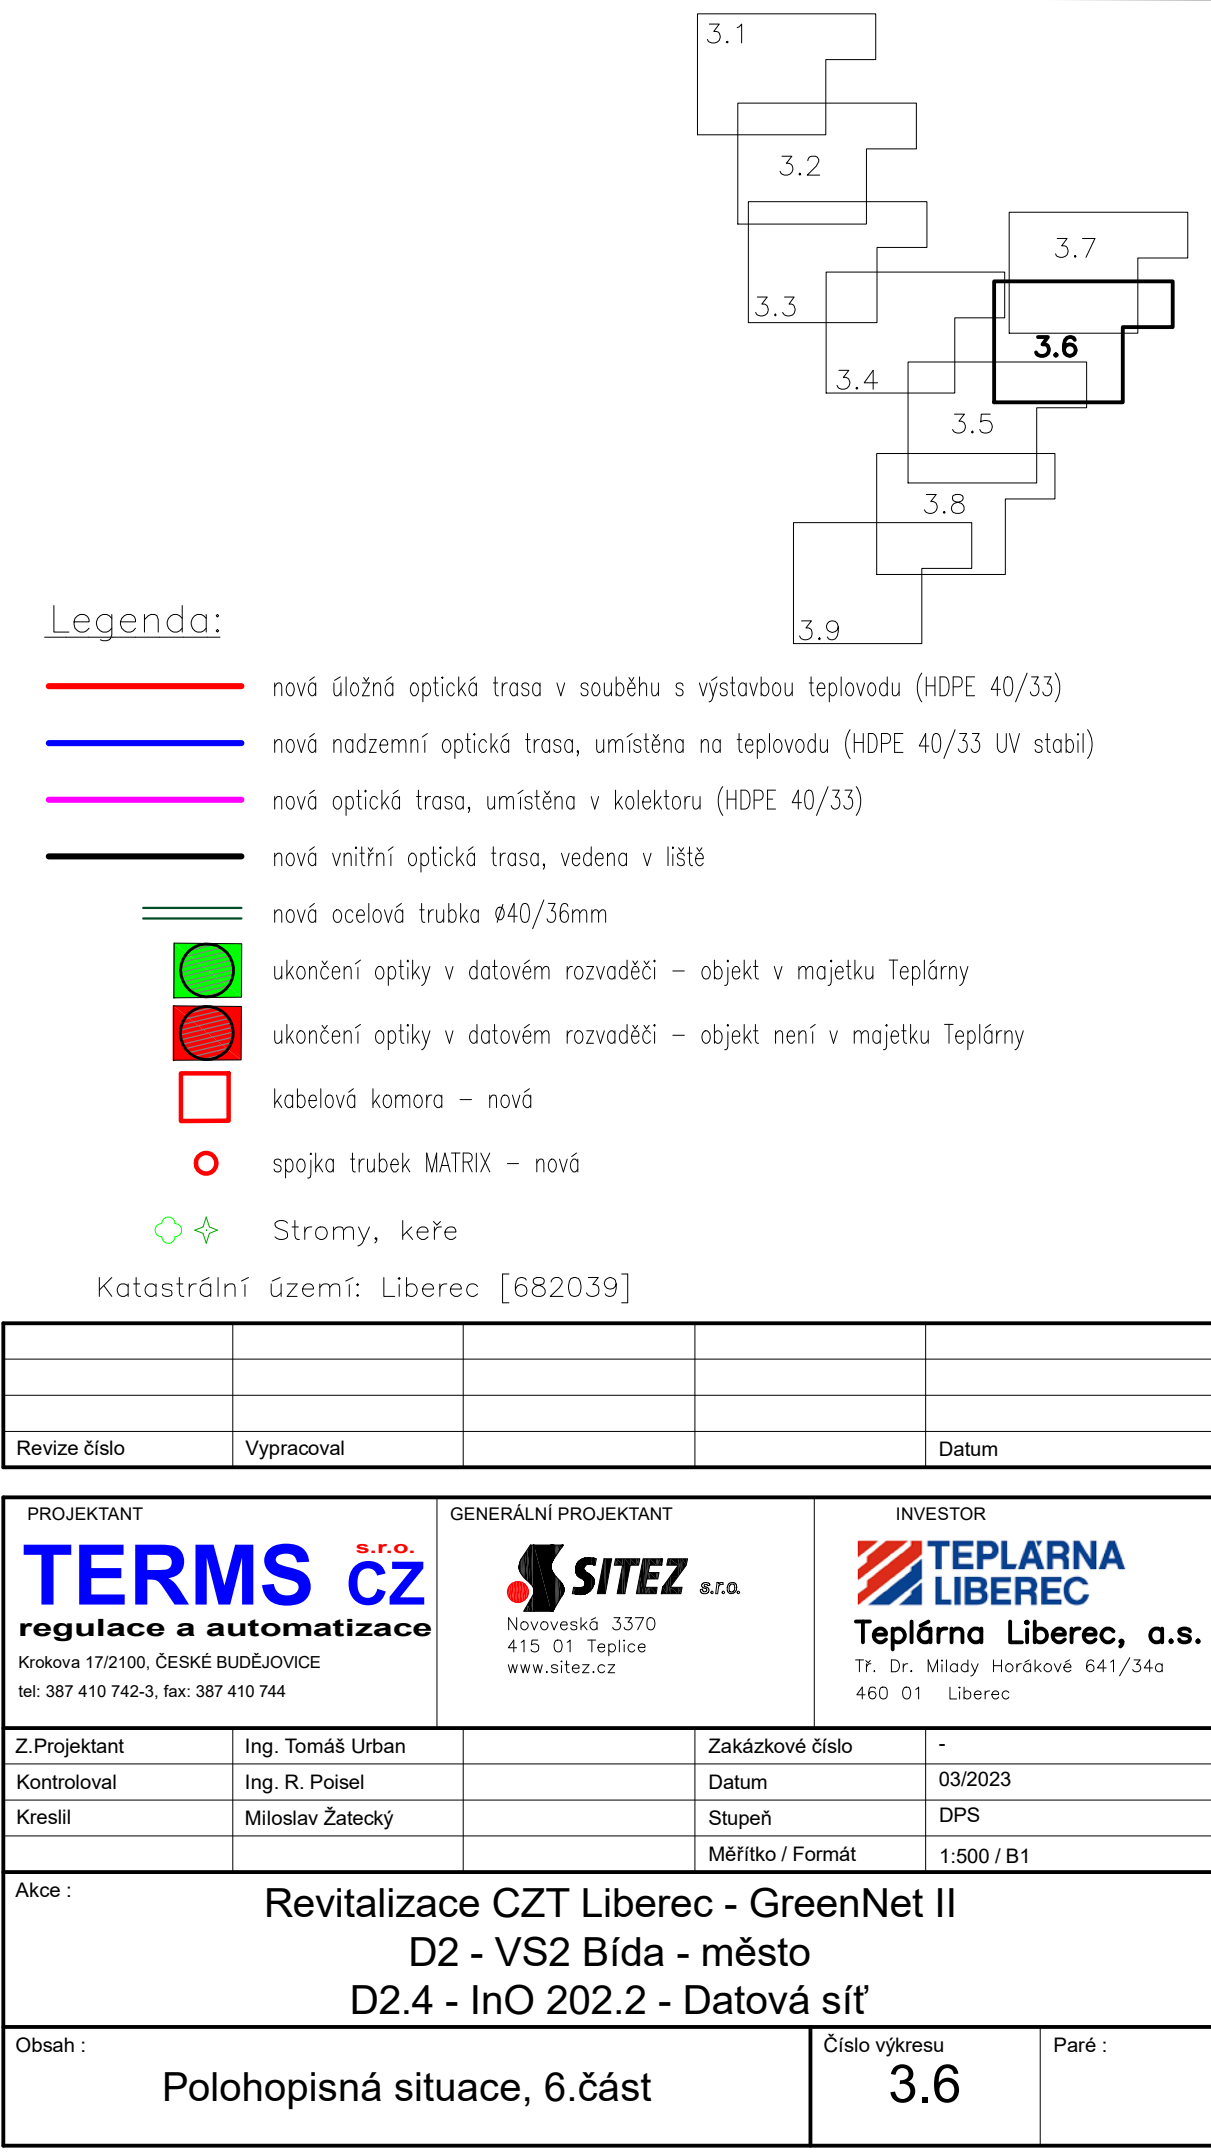 3.1
3.2
3.7
3.3
3.6
3.4
3.5
3.8
3.9
Legenda:
nová úložná optická trasa v souběhu s výstavbou teplovodu (HDPE 40/33)
nová nadzemní optická trasa, umístěna na teplovodu (HDPE 40/33 UV stabil)
nová optická trasa, umístěna v kolektoru (HDPE 40/33)
nová vnitřní optická trasa, vedena v liště
nová ocelová trubka ø40/36mm
ukončení optiky v datovém rozvaděči – objekt v majetku Teplárny
ukončení optiky v datovém rozvaděči – objekt není v majetku Teplárny
kabelová komora – nová
spojka trubek MATRIX – nová
Stromy, keře
Katastrální území: Liberec [682039]
Revize číslo Vypracoval Datum
PROJEKTANT
TERMS s.r.o. CZ
regulace a automatizace
Krokova 17/2100, ČESKÉ BUDĚJOVICE
tel: 387 410 742-3, fax: 387 410 744
GENERÁLNÍ PROJEKTANT
SITEZ s.r.o.
Novoveská 3370
415 01 Teplice
www.sitez.cz
INVESTOR
TEPLÁRNA
LIBEREC
Teplárna Liberec, a.s.
Tř. Dr. Milady Horákové 641/34a
460 01 Liberec
Z.Projektant Ing. Tomáš Urban Zakázkové číslo -
Kontroloval Ing. R. Poisel Datum 03/2023
Kreslil Miloslav Žatecký Stupeň DPS
Měřítko / Formát 1:500 / B1
Akce :
Revitalizace CZT Liberec - GreenNet II
D2 - VS2 Bída - město
D2.4 - InO 202.2 - Datová síť
Obsah :
Polohopisná situace, 6.část
Číslo výkresu
3.6
Paré :